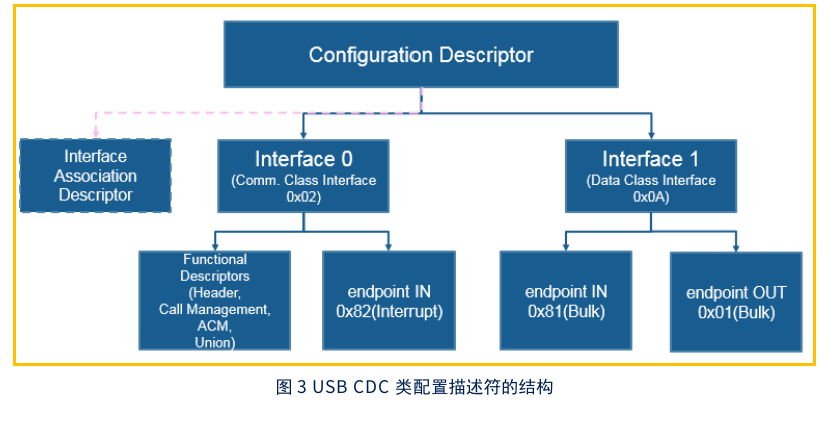 Configuration Descriptor
Interface
Association
Descriptor
Interface 0
(Comm. Class Interface
0x02)
Interface 1
(Data Class Interface
0x0A)
Functional
Descriptors
(Header,
Call Management,
ACM,
Union)
endpoint IN
0x82(Interrupt)
endpoint IN
0x81(Bulk)
endpoint OUT
0x01(Bulk)
图 3 USB CDC 类配置描述符的结构